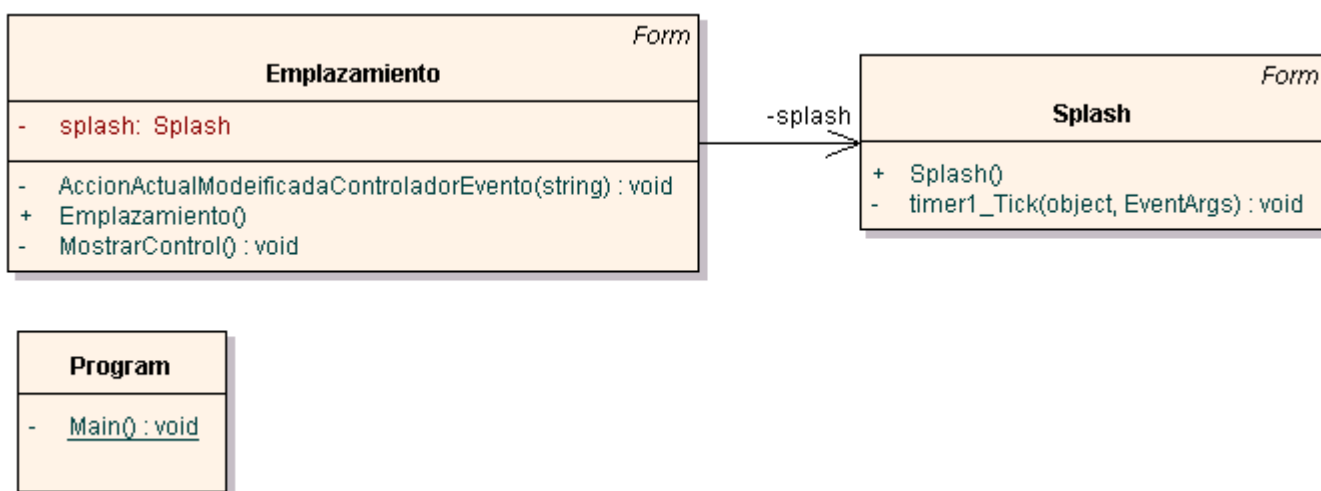 Form
Emplazamiento
- splash: Splash
- AccionActualModeificadaControladorEvento(string) : void
+ Emplazamiento()
- MostrarControl() : void
-splash
Form
Splash
+ Splash()
- timer1_Tick(object, EventArgs) : void
Program
- Main() : void